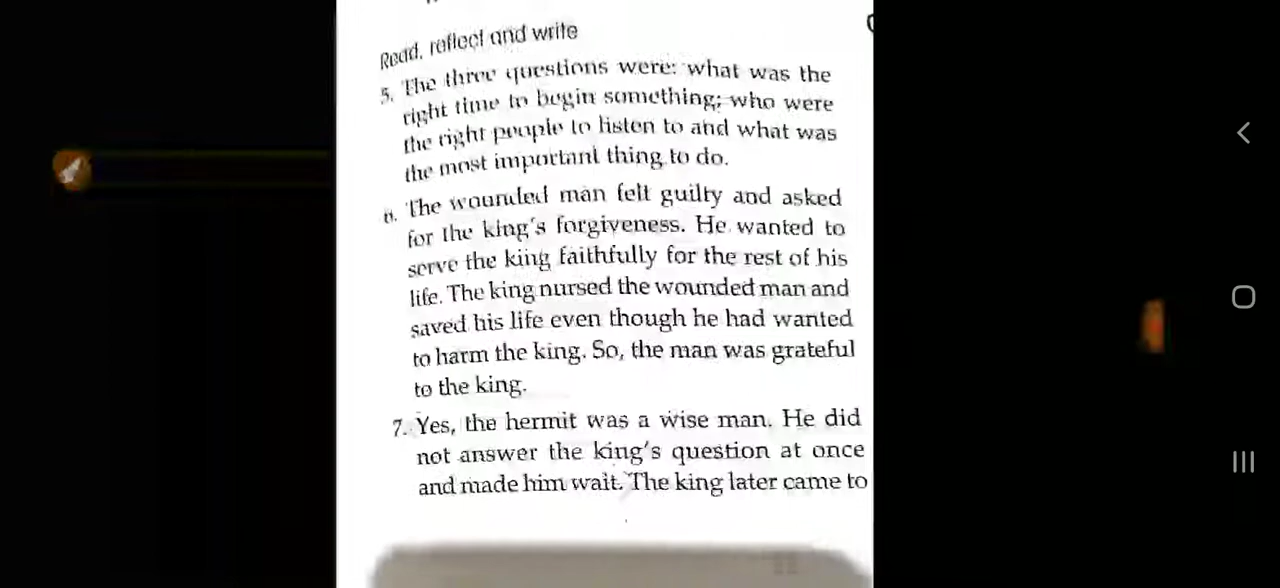 Read, reflect and write
5. The three questions were: what was the
right time to begin something; who were
the right people to listen to and what was
the most important thing to do.
6. The wounded man felt guilty and asked
for the king's forgiveness. He wanted to
serve the king faithfully for the rest of his
life. The king nursed the wounded man and
saved his life even though he had wanted
to harm the king. So, the man was grateful
to the king.
7. Yes, the hermit was a wise man. He did
not answer the king's question at once
and made him wait. The king later came to